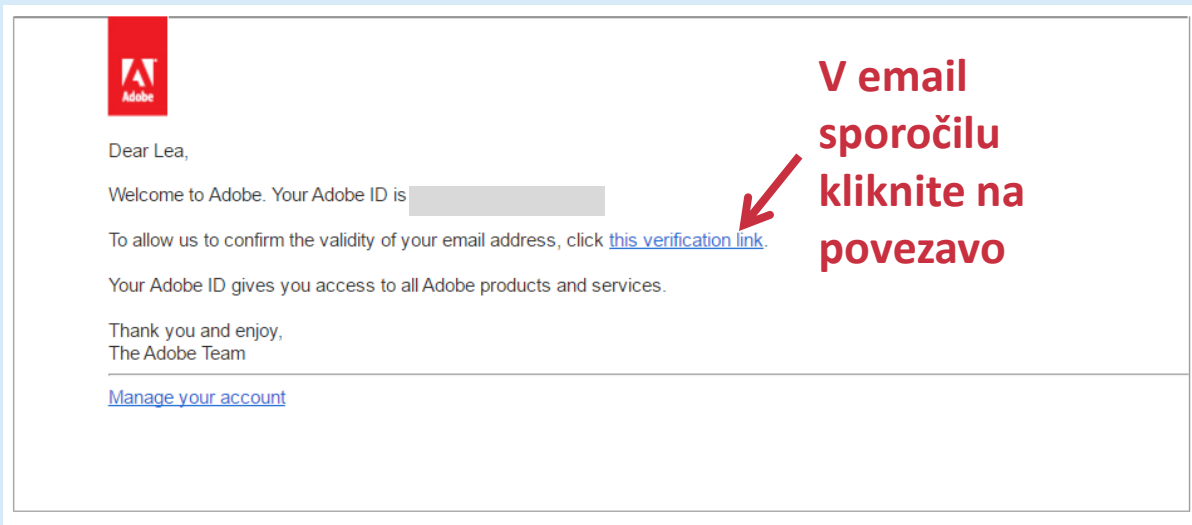 Adobe
Dear Lea,
Welcome to Adobe. Your Adobe ID is
To allow us to confirm the validity of your email address, click this verification link.
Your Adobe ID gives you access to all Adobe products and services.
Thank you and enjoy,
The Adobe Team
Manage your account
V email
sporočilu
kliknite na
povezavo